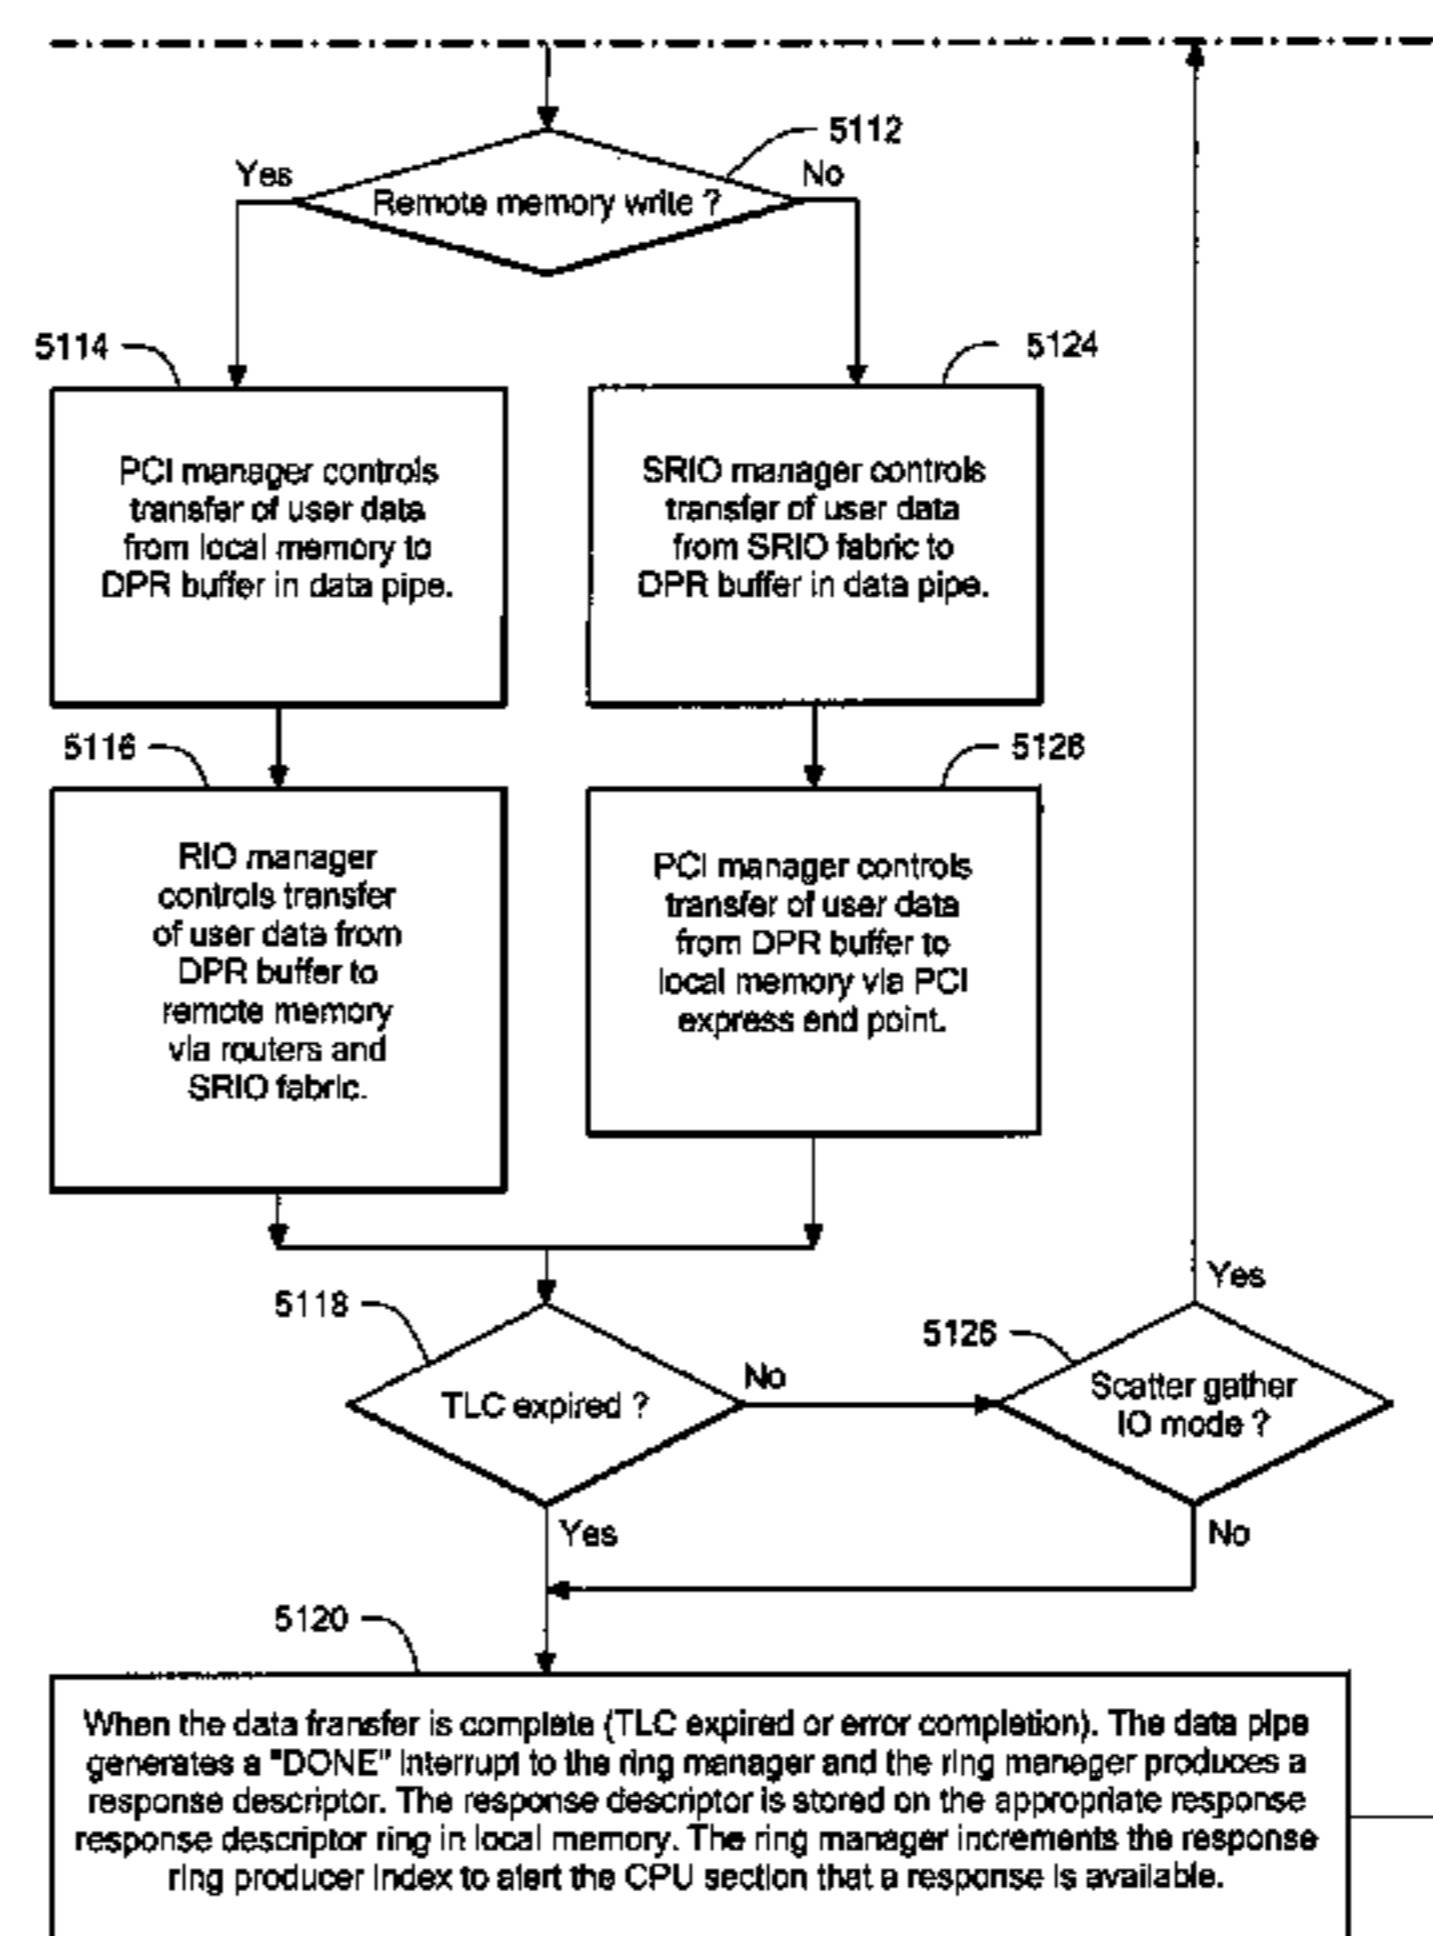 5112
Yes
No
Remote memory write ?
5114
5124
PCI manager controls
transfer of user data
from local memory to
DPR buffer in data pipe.
SRIO manager controls
transfer of user data
from SRIO fabric to
DPR buffer in data pipe.
5116
5126
RIO manager
controls transfer
of user data from
DPR buffer to
remote memory
via routers and
SRIO fabric.
PCI manager controls
transfer of user data
from DPR buffer to
local memory via PCI
express end point.
Yes
5118
5126
TLC expired ?
No
Scatter gather
IO mode ?
Yes
No
5120
When the data transfer is complete (TLC expired or error completion). The data pipe
generates a "DONE" interrupt to the ring manager and the ring manager produces a
response descriptor. The response descriptor is stored on the appropriate response
response descriptor ring in local memory. The ring manager increments the response
ring producer index to alert the CPU section that a response is available.